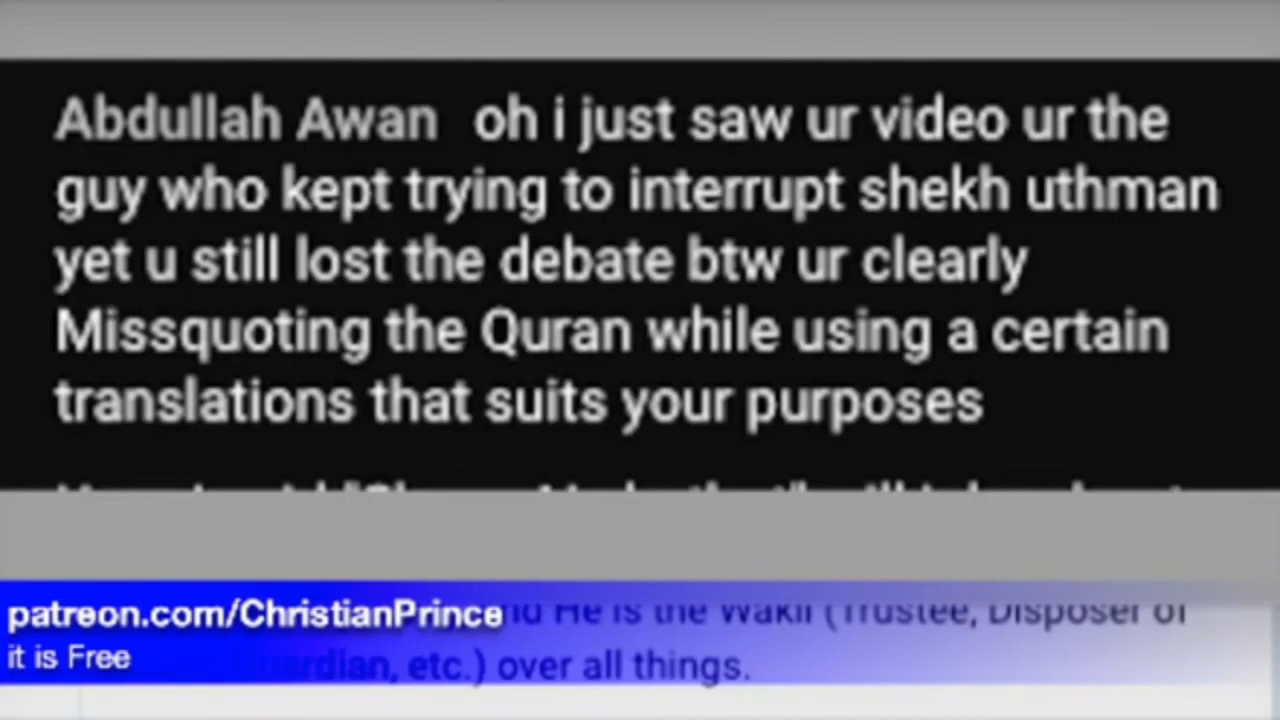 Abdullah Awan oh i just saw ur video ur the
guy who kept trying to interrupt shekh uthman
yet u still lost the debate btw ur clearly
Missquoting the Quran while using a certain
translations that suits your purposes
patreon.com/ChristianPrince
He is the Wakil (Trustee, Disposer of
it is Free
Guardian, etc.) over all things.